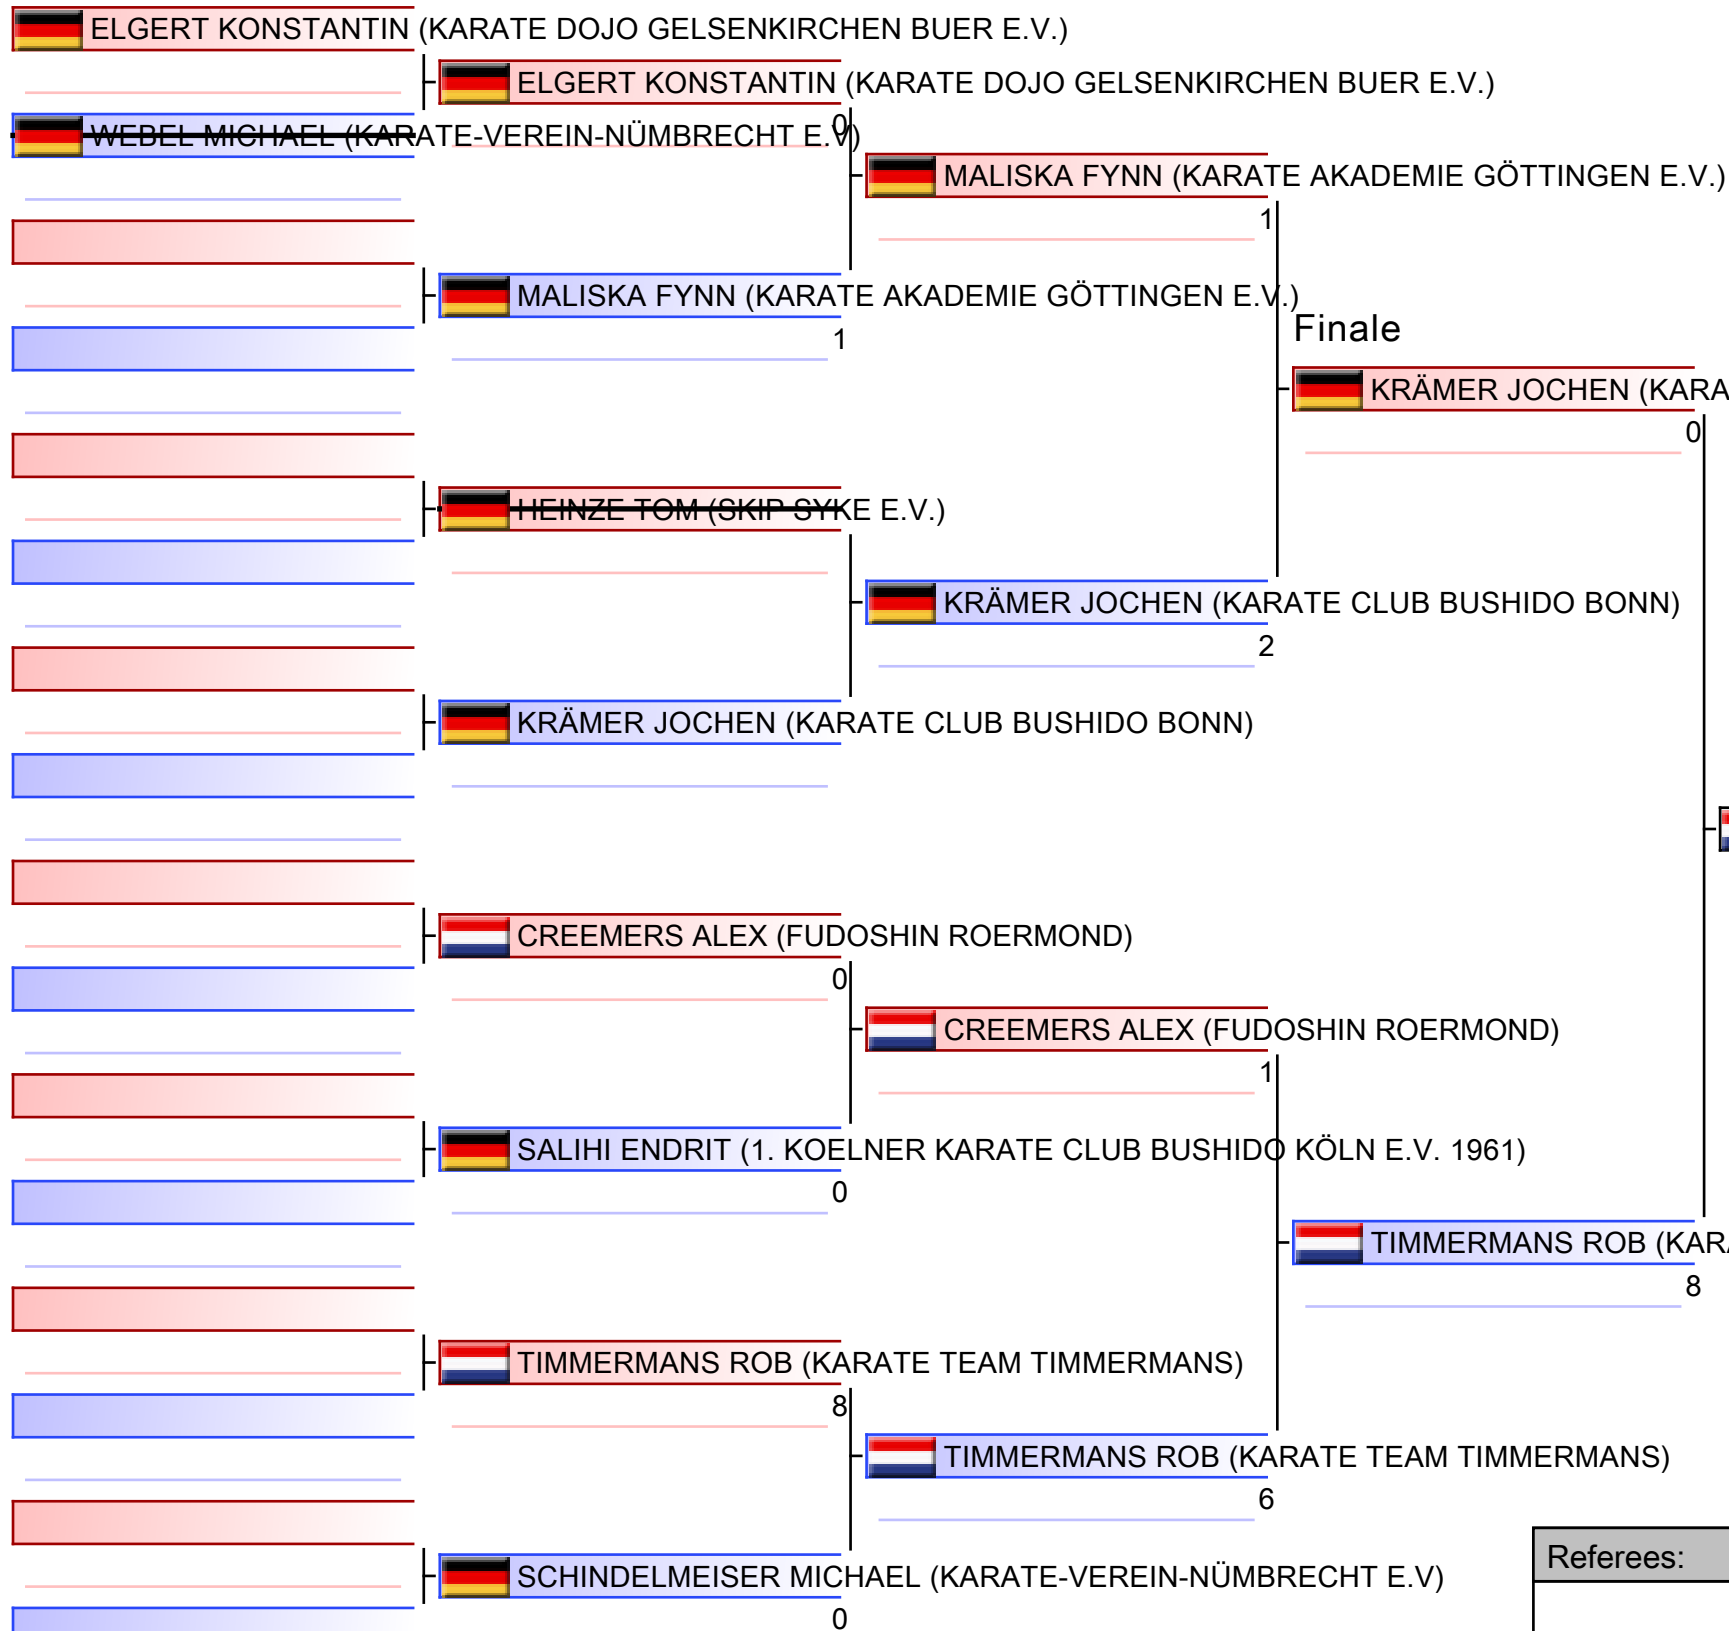 ELGERT KONSTANTIN (KARATE DOJO GELSENKIRCHEN BUER E.V.)
ELGERT KONSTANTIN (KARATE DOJO GELSENKIRCHEN BUER E.V.)
0
WEBEL MICHAEL (KARATE-VEREIN-NÜMBRECHT E.V)
MALISKA FYNN (KARATE AKADEMIE GÖTTINGEN E.V.)
1
MALISKA FYNN (KARATE AKADEMIE GÖTTINGEN E.V.)
1
Finale
KRÄMER JOCHEN (KARA
0
HEINZE TOM (SKIP SYKE E.V.)
KRÄMER JOCHEN (KARATE CLUB BUSHIDO BONN)
2
KRÄMER JOCHEN (KARATE CLUB BUSHIDO BONN)
CREEMERS ALEX (FUDOSHIN ROERMOND)
0
CREEMERS ALEX (FUDOSHIN ROERMOND)
1
SALIHI ENDRIT (1. KOELNER KARATE CLUB BUSHIDO KÖLN E.V. 1961)
0
TIMMERMANS ROB (KARA
8
TIMMERMANS ROB (KARATE TEAM TIMMERMANS)
8
TIMMERMANS ROB (KARATE TEAM TIMMERMANS)
6
Referees:
SCHINDELMEISER MICHAEL (KARATE-VEREIN-NÜMBRECHT E.V)
0